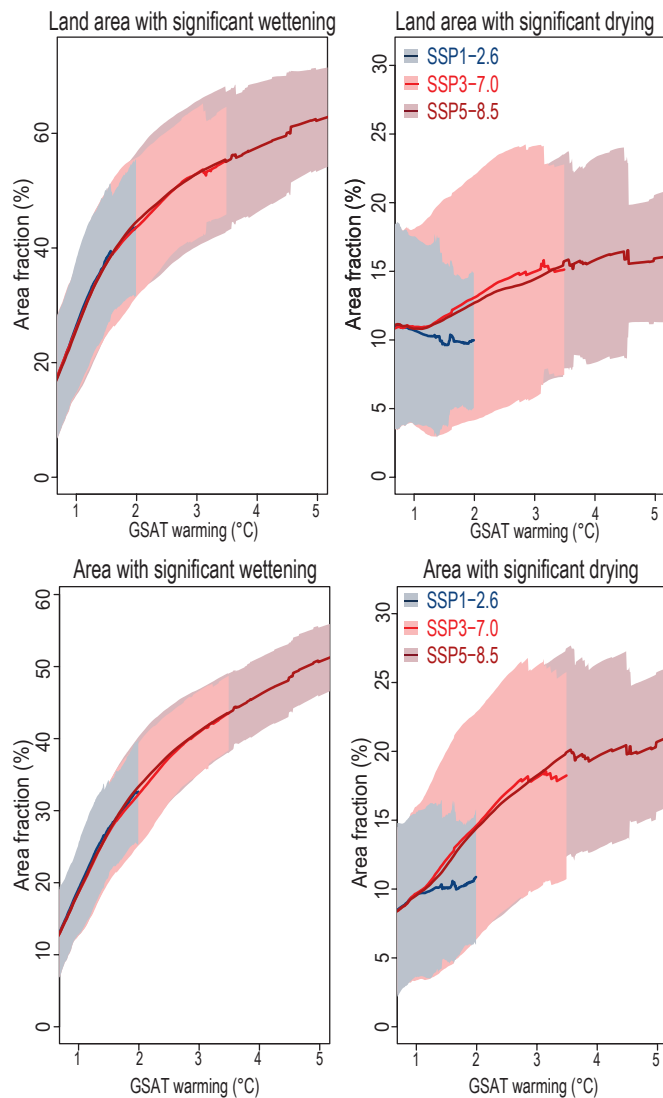 Land area with significant wettening
Area fraction (%)
0
20
40
60
1
2
3
4
5
GSAT warming (°C)
Land area with significant drying
SSP1−2.6
SSP3−7.0
SSP5−8.5
Area fraction (%)
0
5
10
15
20
25
30
1
2
3
4
5
GSAT warming (°C)
Area with significant wettening
Area fraction (%)
0
10
20
30
40
50
60
1
2
3
4
5
GSAT warming (°C)
Area with significant drying
SSP1−2.6
SSP3−7.0
SSP5−8.5
Area fraction (%)
0
5
10
15
20
25
30
1
2
3
4
5
GSAT warming (°C)